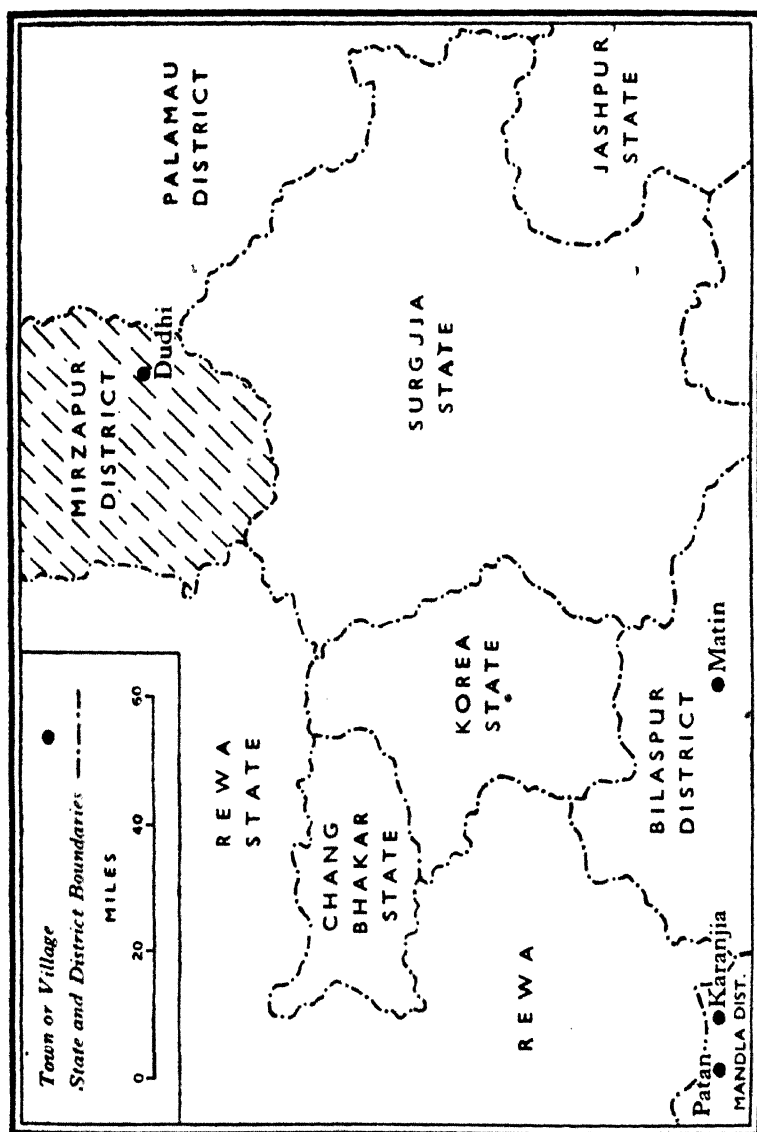 Town or Village
State and District Boundaries
MILES
0 20 40 60
MIRZAPUR
DISTRICT
Dudhi
PALAMAU
DISTRICT
REWA
STATE
CHANG
BHAKAR
STATE
KOREA
STATE
SURGJIA
STATE
JASHPUR
STATE
REWA
BILASPUR
DISTRICT
Matin
Patan
Karanjia
MANDLA DIST.